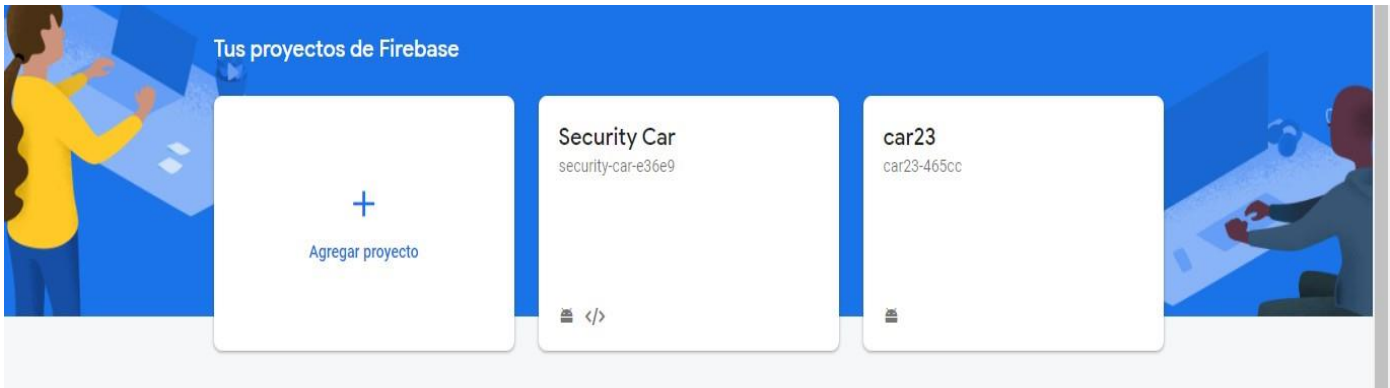 Tus proyectos de Firebase
Agregar proyecto
Security Car
security-car-e36e9
</>
car23
car23-465cc